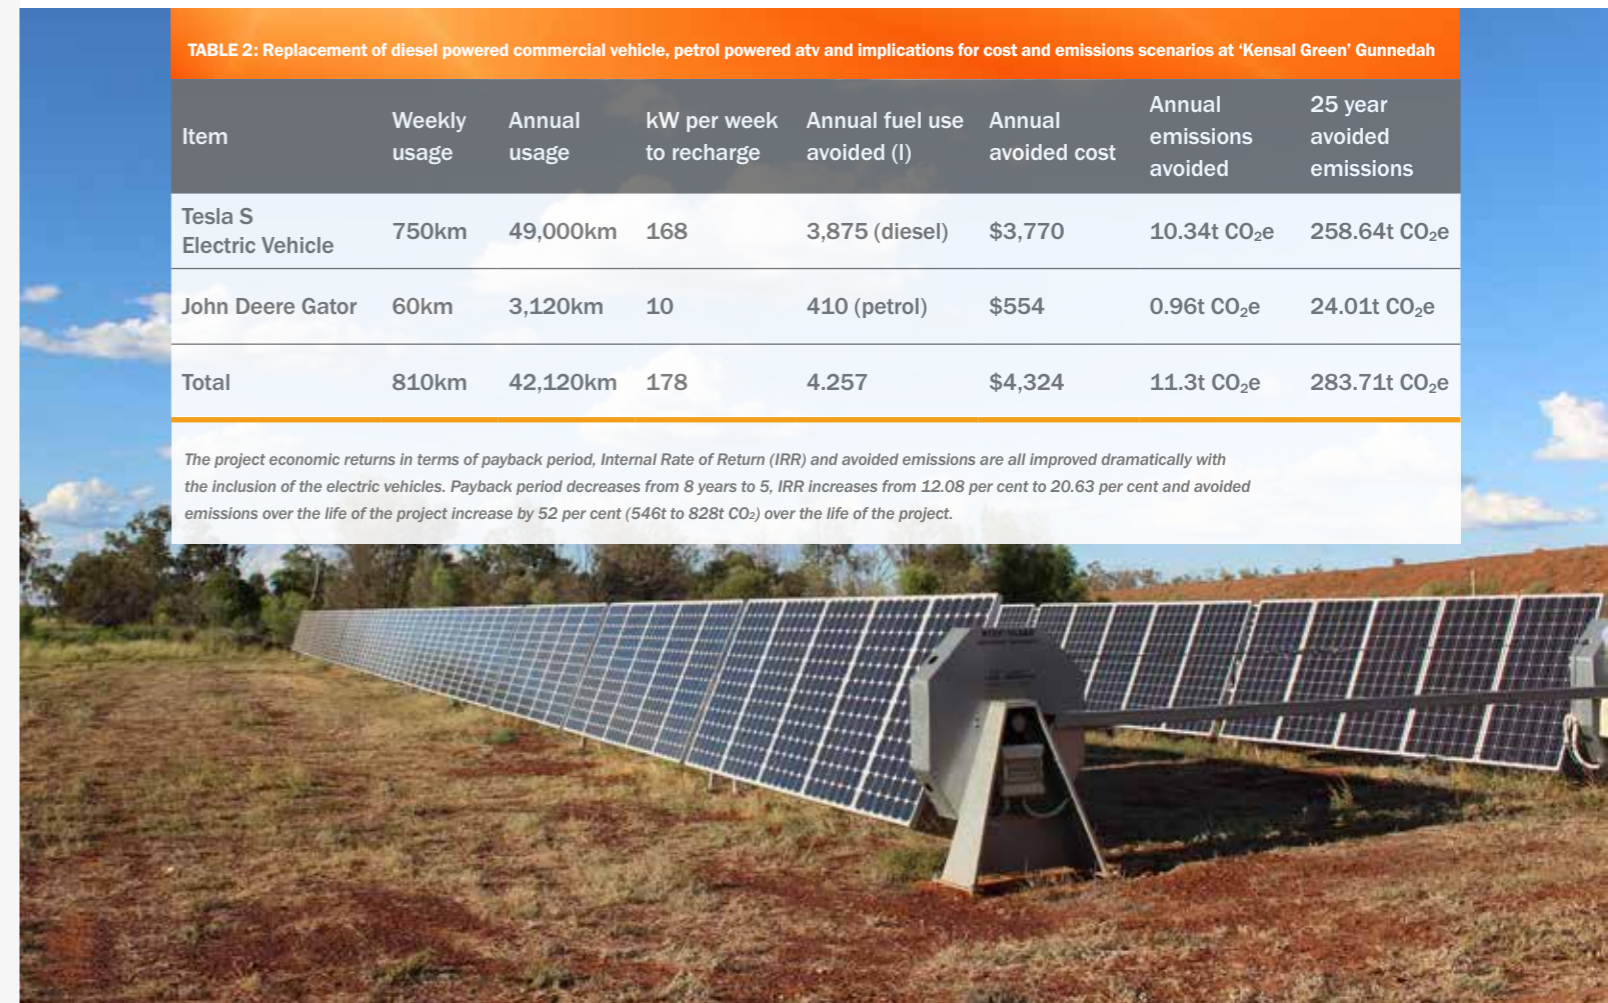 TABLE 2: Replacement of diesel powered commercial vehicle, petrol powered atv and implications for cost and emissions scenarios at ‘Kensal Green’ Gunnedah
Item
Weekly usage
Annual usage
kW per week to recharge
Annual fuel use avoided (l)
Annual avoided cost
Annual emissions avoided
25 year avoided emissions
Tesla S Electric Vehicle
750km
49,000km
168
3,875 (diesel)
$3,770
10.34t CO₂e
258.64t CO₂e
John Deere Gator
60km
3,120km
10
410 (petrol)
$554
0.96t CO₂e
24.01t CO₂e
Total
810km
42,120km
178
4.257
$4,324
11.3t CO₂e
283.71t CO₂e
The project economic returns in terms of payback period, Internal Rate of Return (IRR) and avoided emissions are all improved dramatically with
the inclusion of the electric vehicles. Payback period decreases from 8 years to 5, IRR increases from 12.08 per cent to 20.63 per cent and avoided
emissions over the life of the project increase by 52 per cent (546t to 828t CO₂) over the life of the project.